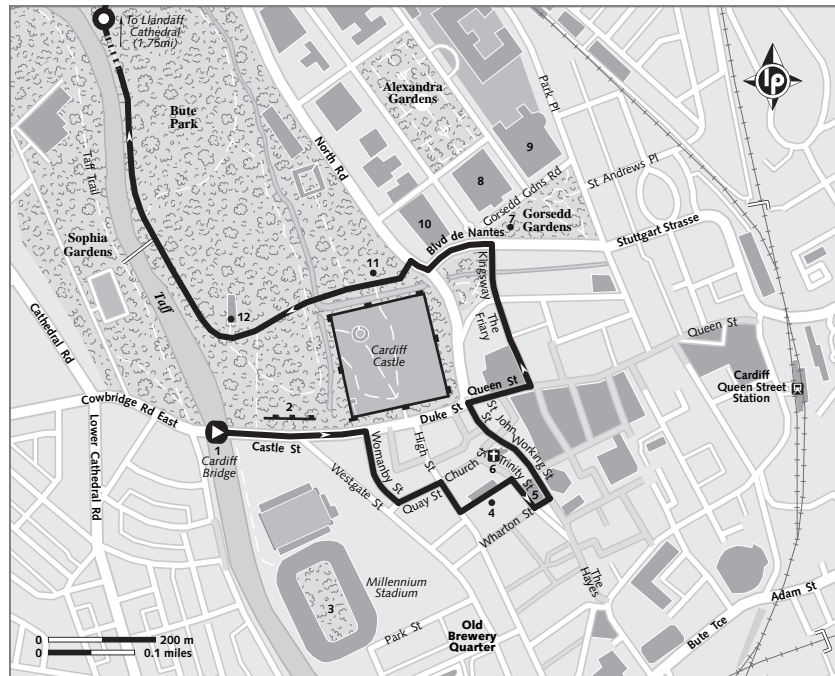 To Llandaff
Cathedral
(1.75mi)
lp
Bute
Park
Alexandra
Gardens
Park Pl
North Rd
9
8
St Andrews Pl
Gorsedd Gdns Rd
Taff Trail
10
7
Gorsedd
Gardens
Blvd de Nantes
Stuttgart Strasse
Sophia
Gardens
11
Kingsway
The Friary
Taff
12
Cathedral Rd
Queen St
Cardiff
Castle
Cardiff
Queen Street
Station
Queen St
Cowbridge Rd East
2
Duke St
St John
St
Lower Cathedral Rd
1
Cardiff
Bridge
Castle St
Womanby St
High St
Working St
Church St
6
Trinity St
Westgate St
Quay St
5
4
Wharton St
The
Hayes
Millennium
Stadium
3
Adam St
Park St
Old
Brewery
Quarter
Bute Tce
0 200 m
0 0.1 miles